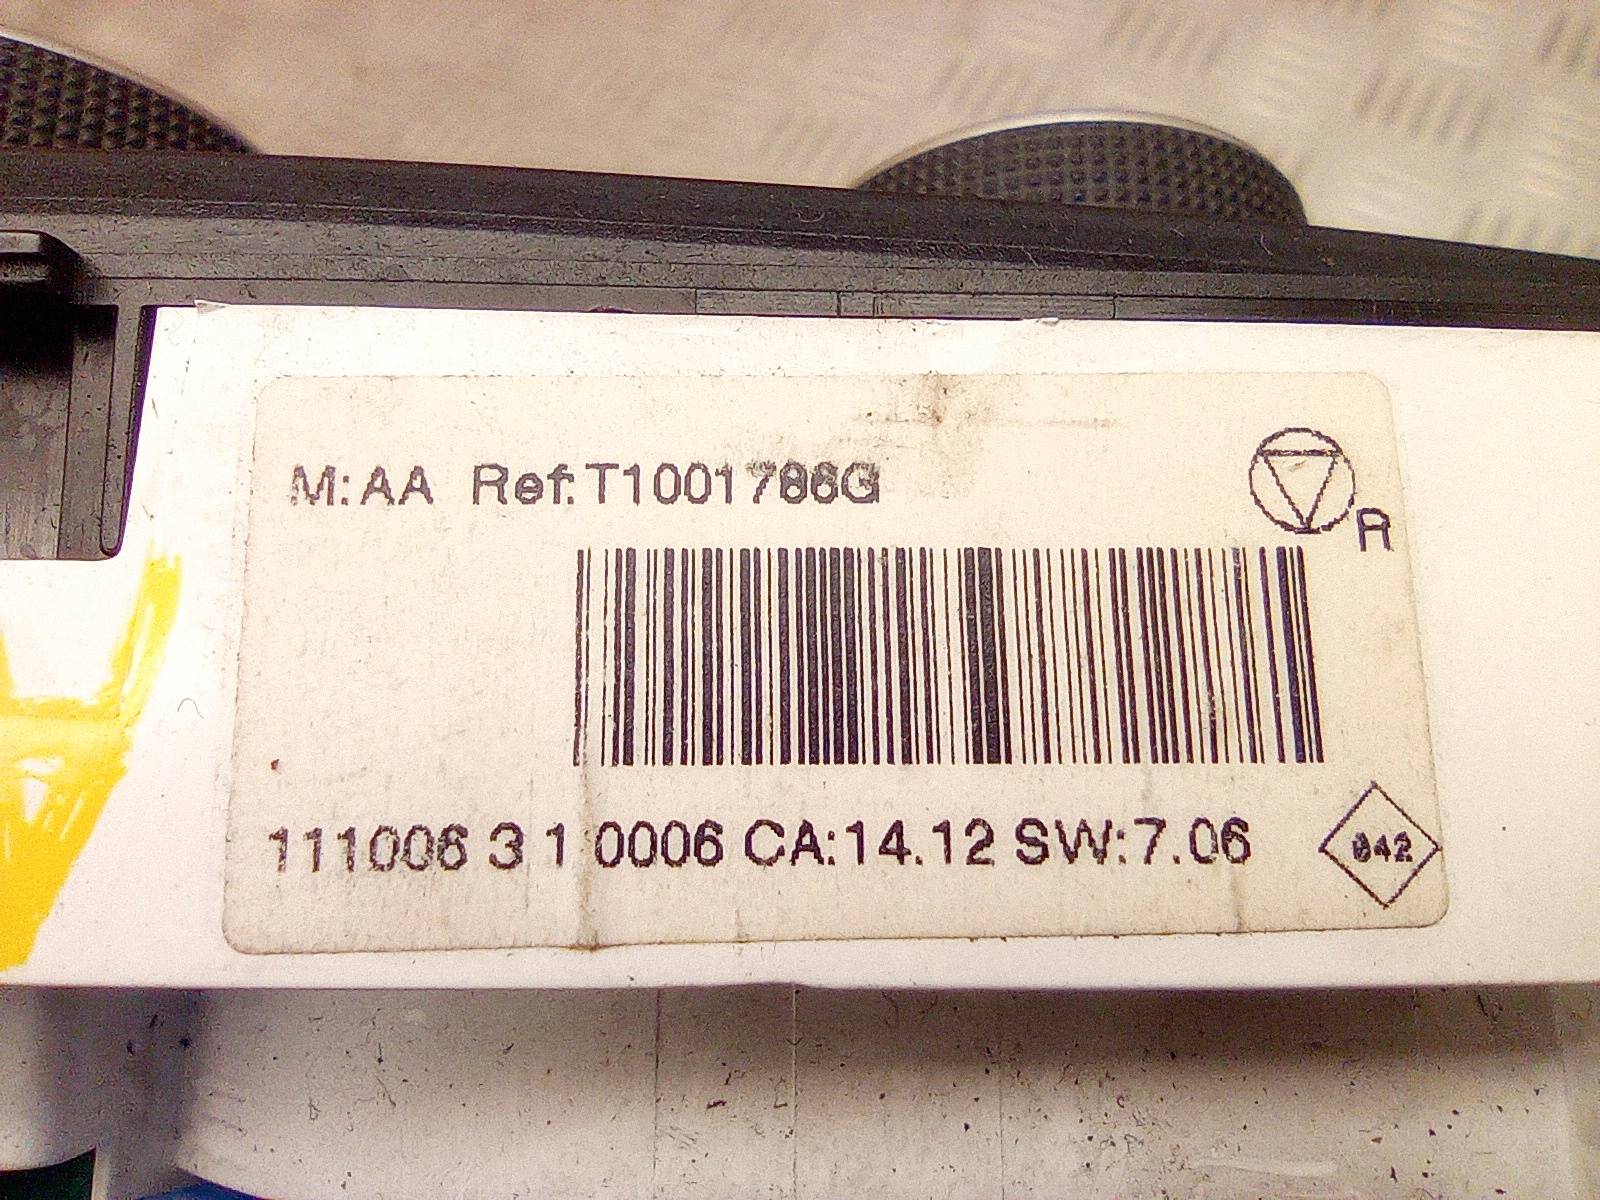 M:AA Ref:T1001786G
R
111006 3 1 0006 CA:14.12 SW:7.06
842